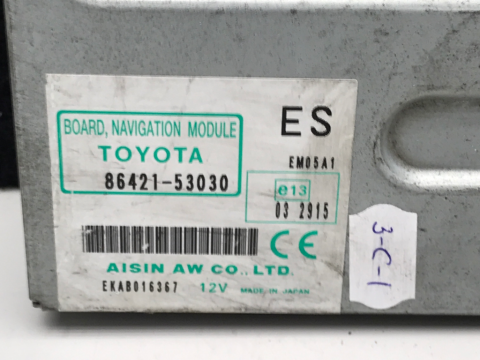 BOARD, NAVIGATION MODULE
TOYOTA
86421-53030
ES
EM05A1
e13
03 2915
CE
AISIN AW CO., LTD.
EKAB016367 12V MADE IN JAPAN
3-C-1